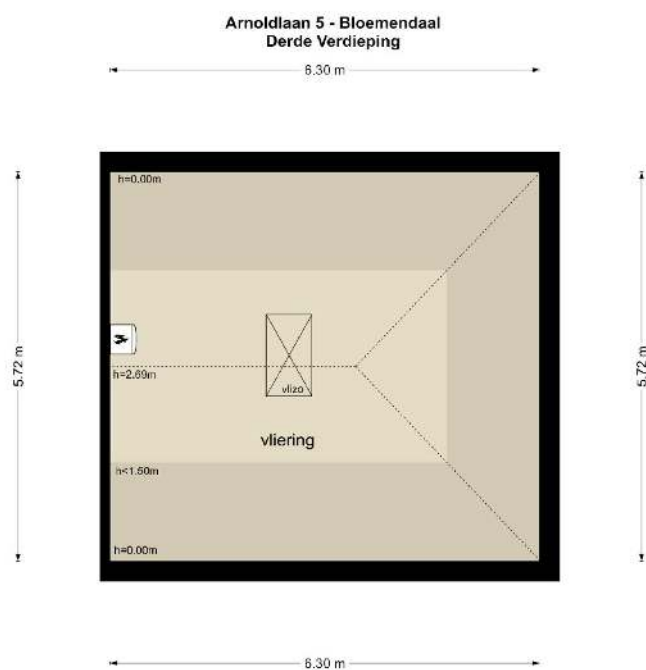 Arnoldlaan 5 - Bloemendaal
Derde Verdieping
6.30 m
h=0.00m
5.72 m
5.72 m
h=2.69m
vlizo
vliering
h<1.50m
h=0.00m
6.30 m